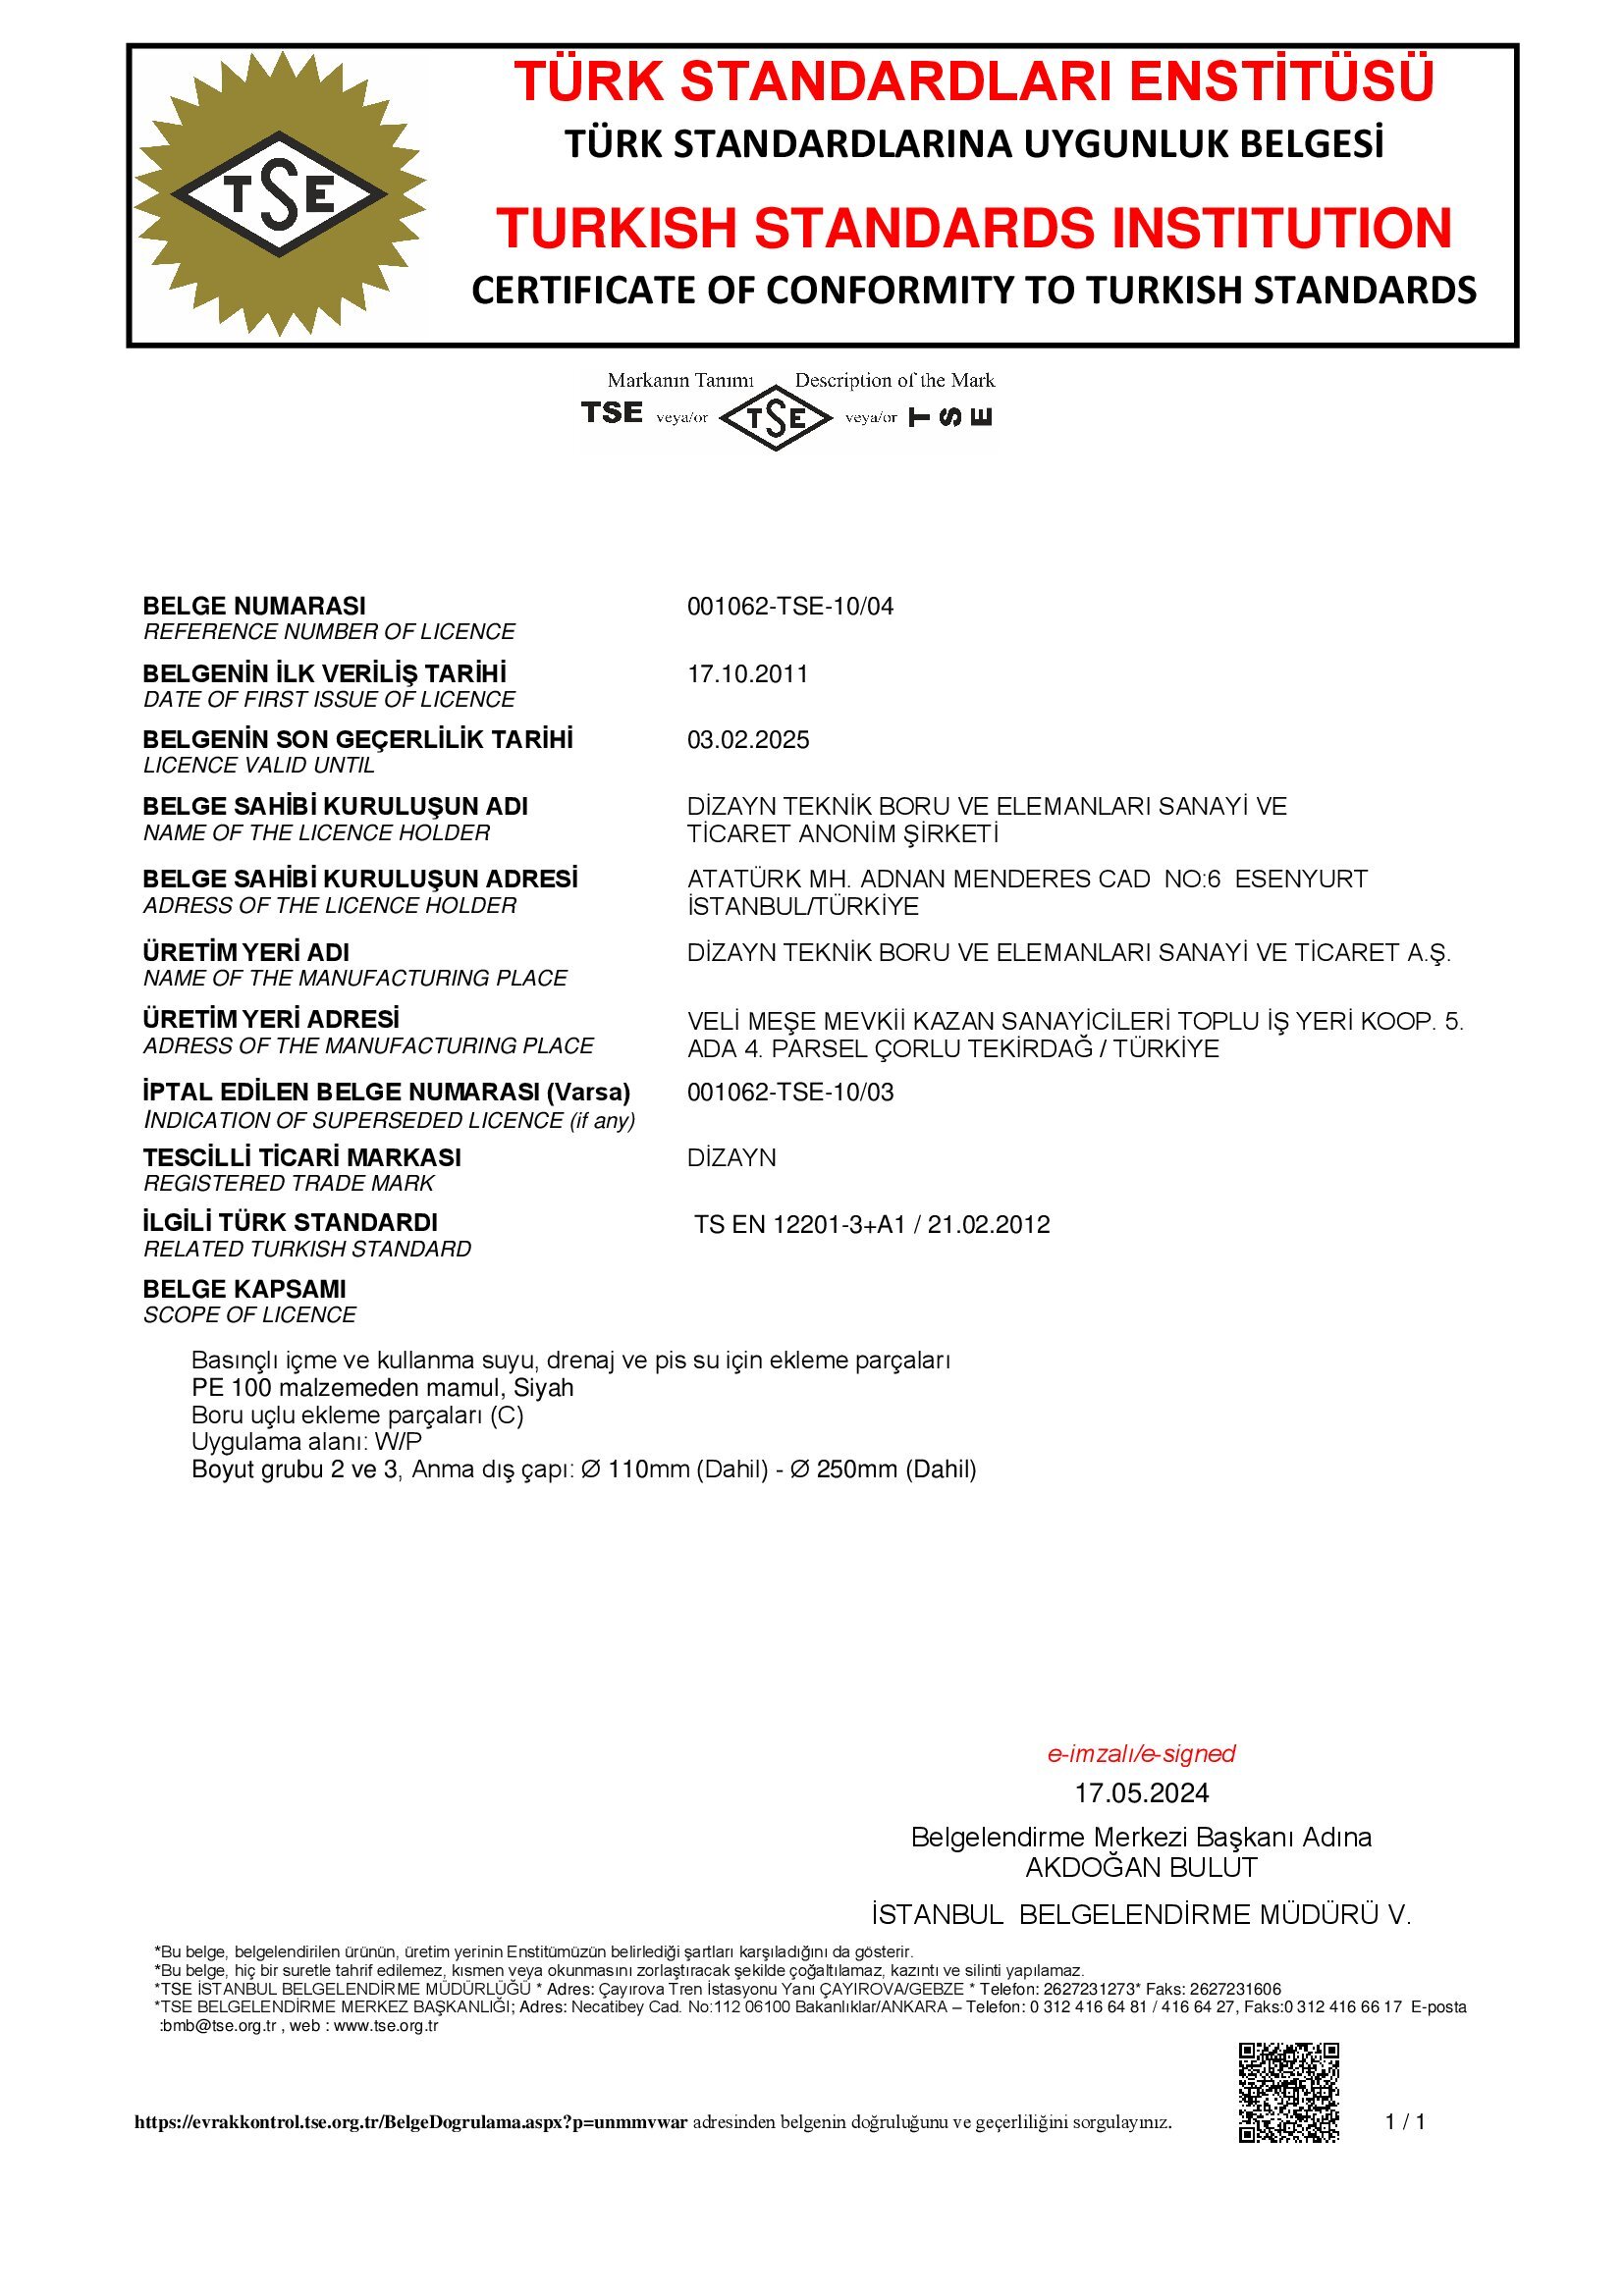 TSE
TÜRK STANDARDLARI ENSTİTÜSÜ
TÜRK STANDARDLARINA UYGUNLUK BELGESİ
TURKISH STANDARDS INSTITUTION
CERTIFICATE OF CONFORMITY TO TURKISH STANDARDS
Markanın Tanımı Description of the Mark
TSE veya/or TSE veya/or TSE
BELGE NUMARASI 001062-TSE-10/04
REFERENCE NUMBER OF LICENCE
BELGENİN İLK VERİLİŞ TARİHİ 17.10.2011
DATE OF FIRST ISSUE OF LICENCE
BELGENİN SON GEÇERLİLİK TARİHİ 03.02.2025
LICENCE VALID UNTIL
BELGE SAHİBİ KURULUŞUN ADI DİZAYN TEKNİK BORU VE ELEMANLARI SANAYİ VE
NAME OF THE LICENCE HOLDER TİCARET ANONİM ŞİRKETİ
BELGE SAHİBİ KURULUŞUN ADRESİ ATATÜRK MH. ADNAN MENDERES CAD NO:6 ESENYURT
ADRESS OF THE LICENCE HOLDER İSTANBUL/TÜRKİYE
ÜRETİM YERİ ADI DİZAYN TEKNİK BORU VE ELEMANLARI SANAYİ VE TİCARET A.Ş.
NAME OF THE MANUFACTURING PLACE
ÜRETİM YERİ ADRESİ VELİ MEŞE MEVKİİ KAZAN SANAYİCİLERİ TOPLU İŞ YERİ KOOP. 5.
ADRESS OF THE MANUFACTURING PLACE ADA 4. PARSEL ÇORLU TEKİRDAĞ / TÜRKİYE
İPTAL EDİLEN BELGE NUMARASI (Varsa) 001062-TSE-10/03
INDICATION OF SUPERSEDED LICENCE (if any)
TESCİLLİ TİCARİ MARKASI DİZAYN
REGISTERED TRADE MARK
İLGİLİ TÜRK STANDARDI TS EN 12201-3+A1 / 21.02.2012
RELATED TURKISH STANDARD
BELGE KAPSAMI
SCOPE OF LICENCE
Basınçlı içme ve kullanma suyu, drenaj ve pis su için ekleme parçaları
PE 100 malzemeden mamul, Siyah
Boru uçlu ekleme parçaları (C)
Uygulama alanı: W/P
Boyut grubu 2 ve 3, Anma dış çapı: Ø 110mm (Dahil) - Ø 250mm (Dahil)
e-imzalı/e-signed
17.05.2024
Belgelendirme Merkezi Başkanı Adına
AKDOĞAN BULUT
İSTANBUL BELGELENDİRME MÜDÜRÜ V.
*Bu belge, belgelendirilen ürünün, üretim yerinin Enstitümüzün belirlediği şartları karşıladığını da gösterir.
*Bu belge, hiç bir suretle tahrif edilemez, kısmen veya okunmasını zorlaştıracak şekilde çoğaltılamaz, kazıntı ve silinti yapılamaz.
*TSE İSTANBUL BELGELENDİRME MÜDÜRLÜĞÜ * Adres: Çayırova Tren İstasyonu Yanı ÇAYIROVA/GEBZE * Telefon: 2627231273* Faks: 2627231606
*TSE BELGELENDİRME MERKEZ BAŞKANLIĞI; Adres: Necatibey Cad. No:112 06100 Bakanlıklar/ANKARA – Telefon: 0 312 416 64 81 / 416 64 27, Faks:0 312 416 66 17 E-posta
:bmb@tse.org.tr , web : www.tse.org.tr
https://evrakkontrol.tse.org.tr/BelgeDogrulama.aspx?p=unmmvwar adresinden belgenin doğruluğunu ve geçerliliğini sorgulayınız. 1 / 1